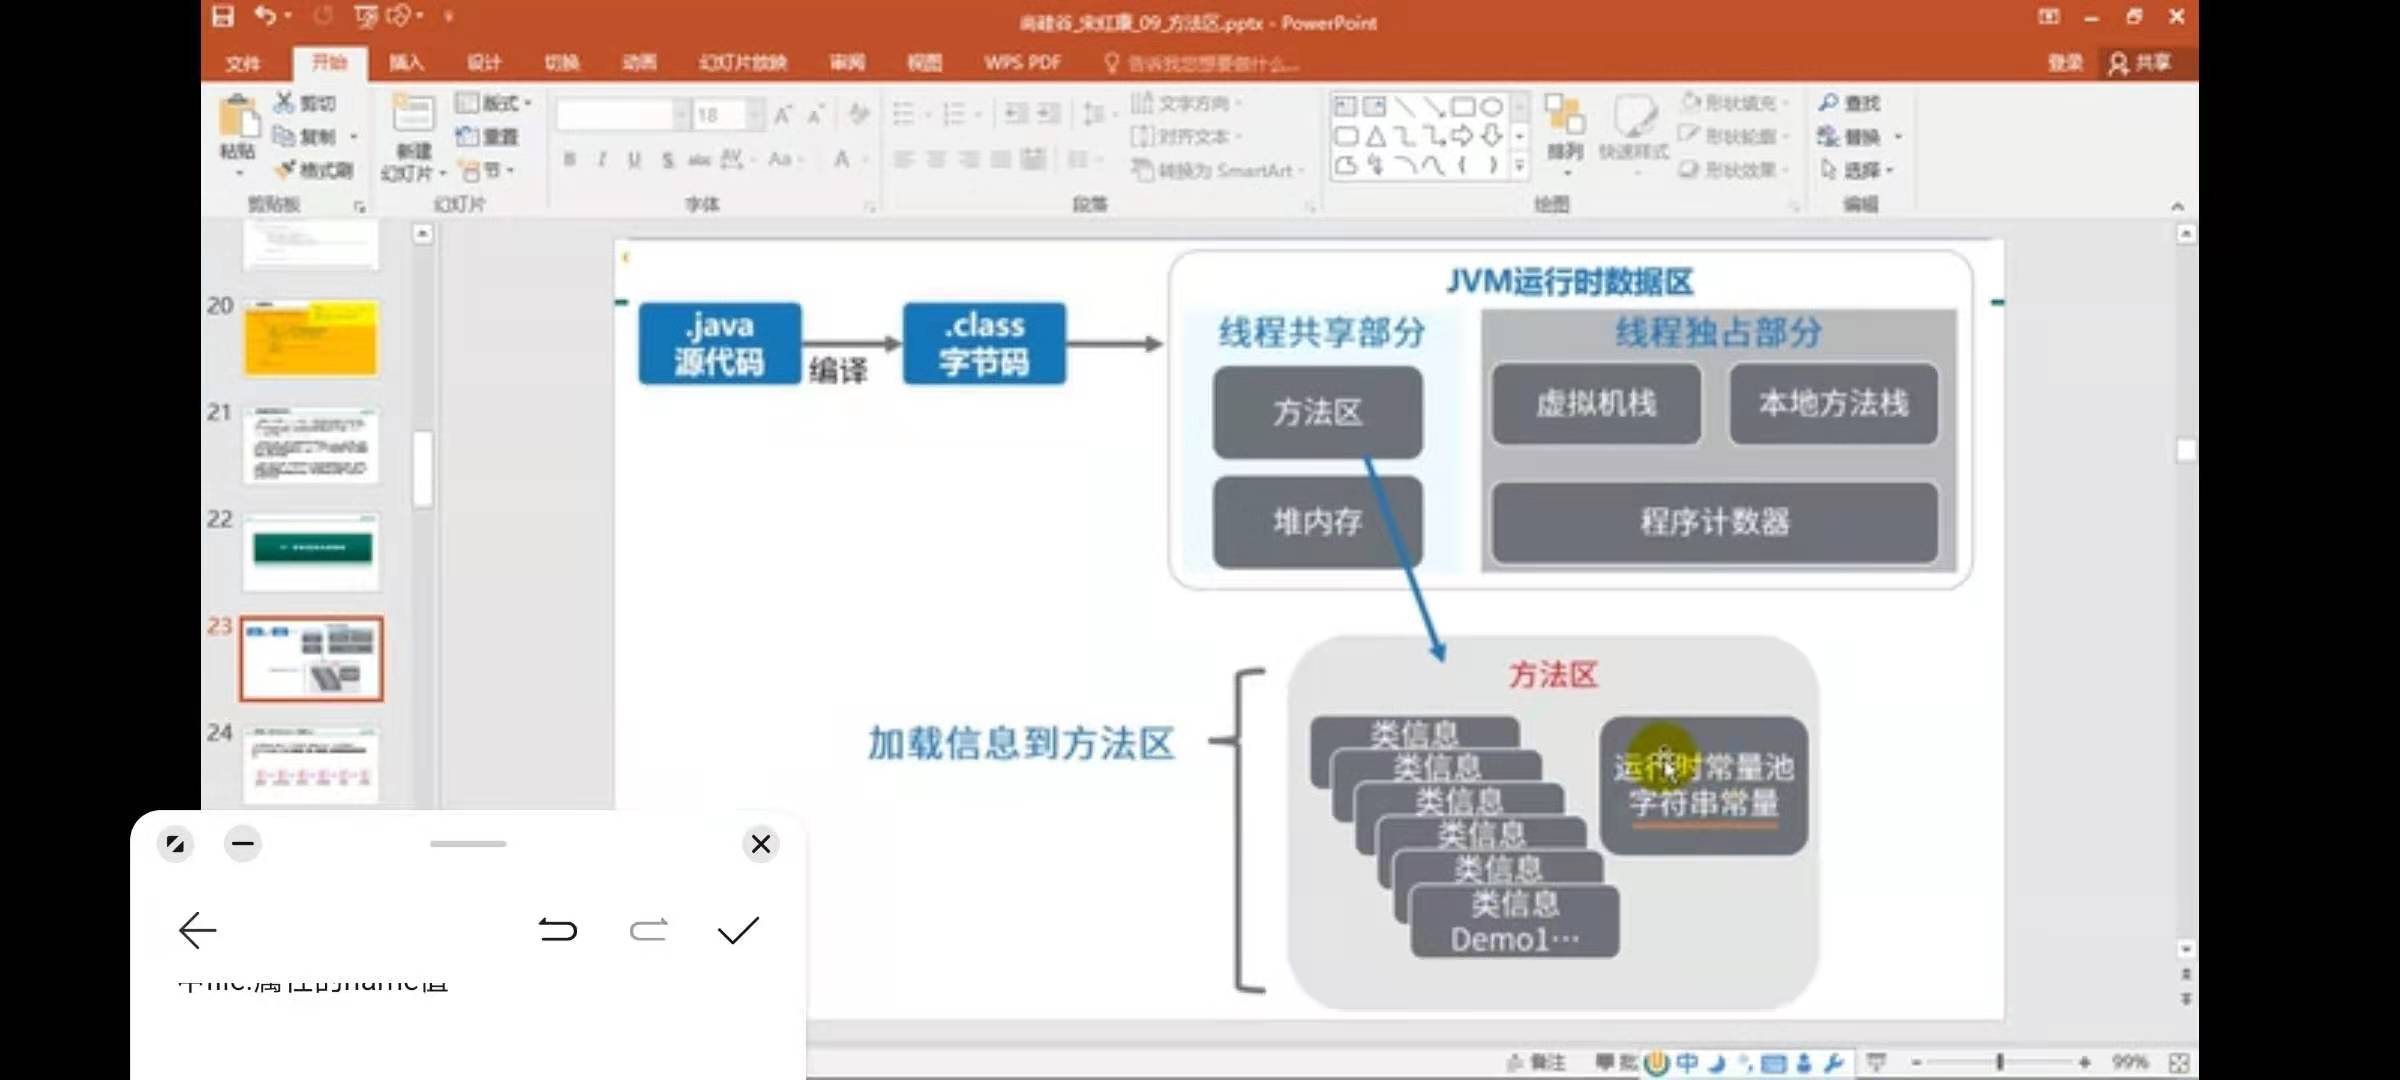 尚硅谷_宋红康_09_方法区.pptx - PowerPoint
文件 开始 插入 设计 切换 动画 幻灯片放映 审阅 视图 WPS PDF 告诉我您想要做什么... 登录 共享
粘贴 剪切 复制 格式刷
新建 幻灯片 版式 重置 节
18
文字方向 对齐文本 转换为 SmartArt
排列 快速样式 形状填充 形状轮廓 形状效果
查找 替换 选择
剪贴板 幻灯片 字体 段落 绘图 编辑
20
21
22
23
24
.java
源代码
编译
.class
字节码
JVM运行时数据区
线程共享部分
线程独占部分
方法区
虚拟机栈
本地方法栈
堆内存
程序计数器
加载信息到方法区
方法区
类信息
类信息
类信息
类信息
类信息
类信息
Demo1…
运行时常量池
字符串常量
属性的name值
备注
中
99%